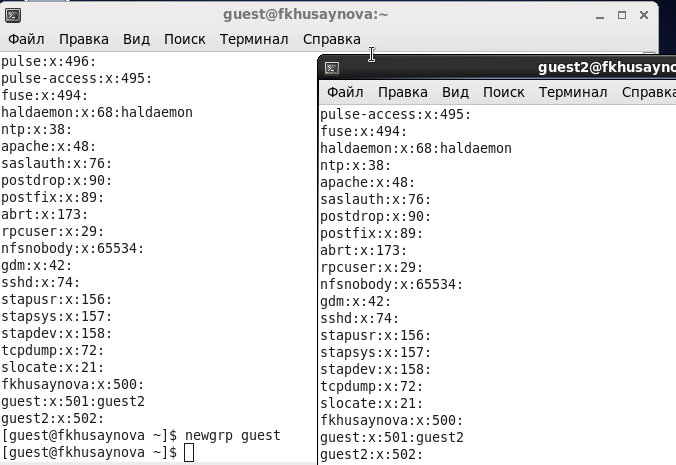 guest@fkhusaynova:~
Файл Правка Вид Поиск Терминал Справка
pulse:x:496:
pulse-access:x:495:
fuse:x:494:
haldaemon:x:68:haldaemon
ntp:x:38:
apache:x:48:
saslauth:x:76:
postdrop:x:90:
postfix:x:89:
abrt:x:173:
rpcuser:x:29:
nfsnobody:x:65534:
gdm:x:42:
sshd:x:74:
stapusr:x:156:
stapsys:x:157:
stapdev:x:158:
tcpdump:x:72:
slocate:x:21:
fkhusaynova:x:500:
guest:x:501:guest2
guest2:x:502:
[guest@fkhusaynova ~]$ newgrp guest
[guest@fkhusaynova ~]$
guest2@fkhusayno
Файл Правка Вид Поиск Терминал Справка
pulse-access:x:495:
fuse:x:494:
haldaemon:x:68:haldaemon
ntp:x:38:
apache:x:48:
saslauth:x:76:
postdrop:x:90:
postfix:x:89:
abrt:x:173:
rpcuser:x:29:
nfsnobody:x:65534:
gdm:x:42:
sshd:x:74:
stapusr:x:156:
stapsys:x:157:
stapdev:x:158:
tcpdump:x:72:
slocate:x:21:
fkhusaynova:x:500:
guest:x:501:guest2
guest2:x:502: